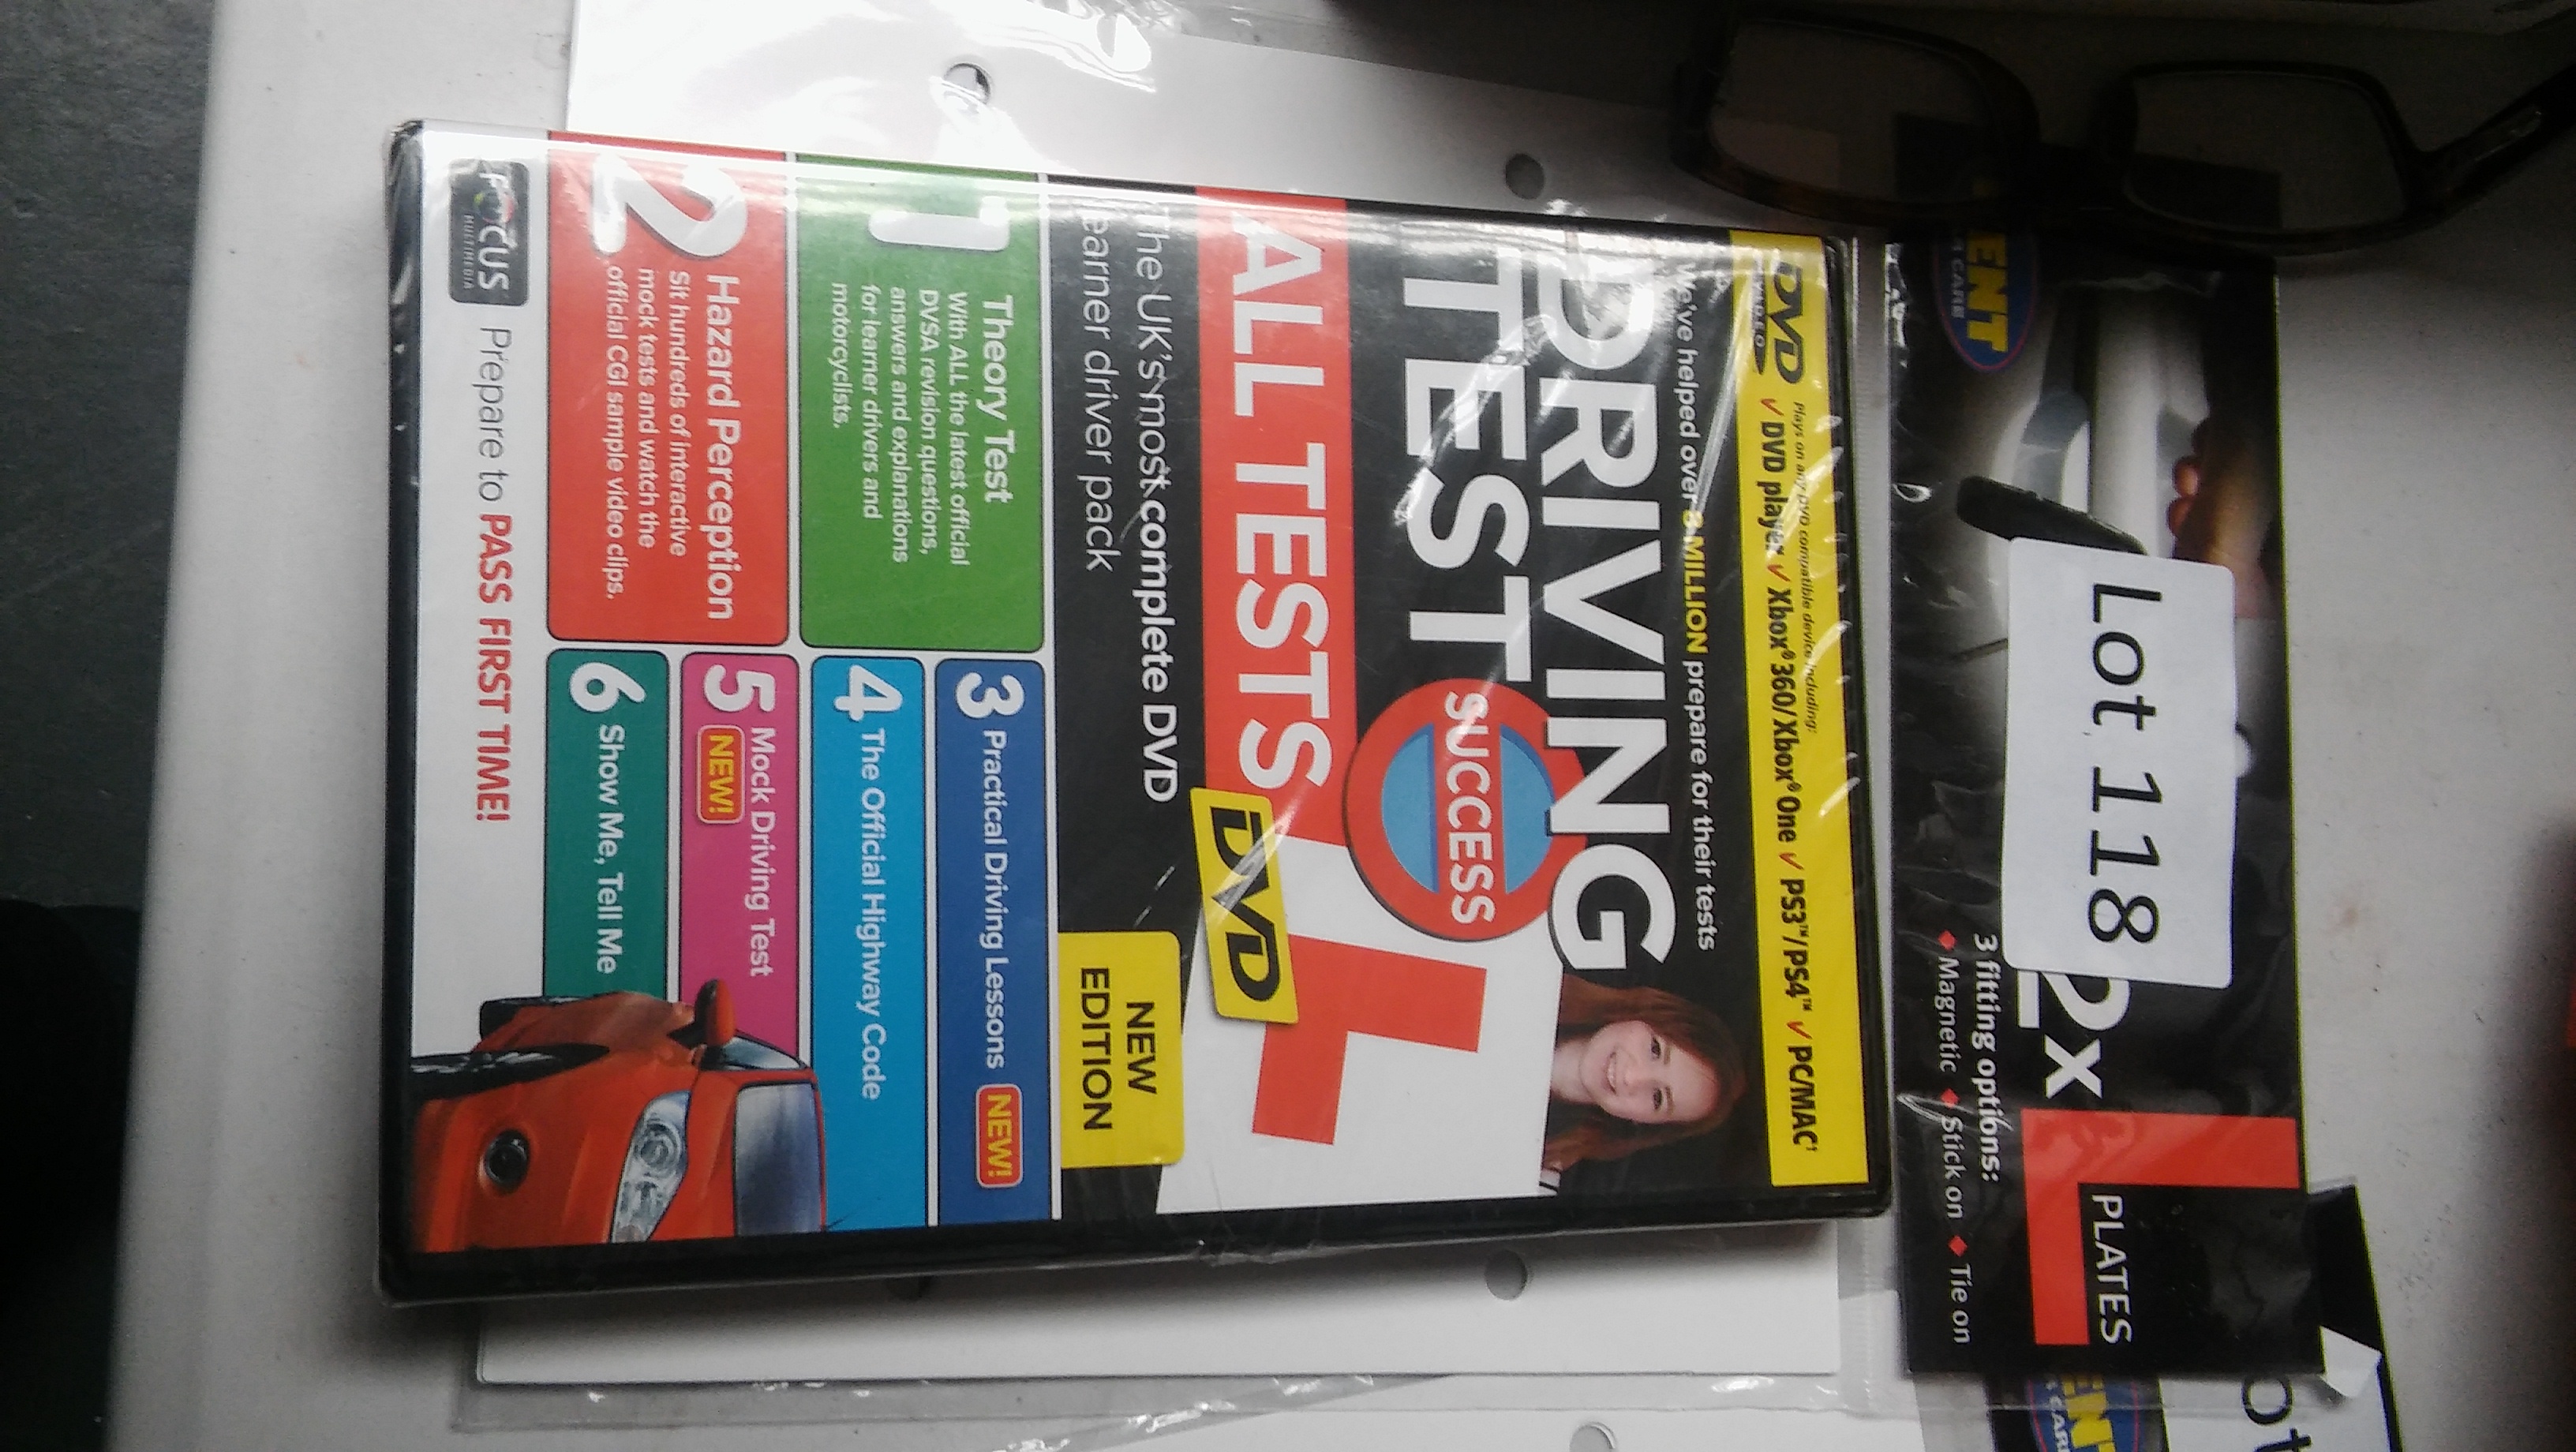 DVD
VIDEO
Plays on any DVD compatible device including:
✓ DVD player ✓ Xbox® 360/Xbox® One ✓ PS3™/PS4™ ✓ PC/MAC†
We've helped over 3 MILLION prepare for their tests
DRIVING
TEST
SUCCESS
ALL TESTS
DVD
The UK's most complete DVD
learner driver pack
NEW
EDITION
1 Theory Test
With ALL the latest official
DVSA revision questions,
answers and explanations
for learner drivers and
motorcyclists.
2 Hazard Perception
Sit hundreds of interactive
mock tests and watch the
official CGI sample video clips.
3 Practical Driving Lessons NEW!
4 The Official Highway Code
5 Mock Driving Test
NEW!
6 Show Me, Tell Me
FOCUS
MULTIMEDIA
Prepare to PASS FIRST TIME!
CARE
Lot 118
2x
L
PLATES
3 fitting options:
♦ Magnetic ♦ Stick on ♦ Tie on